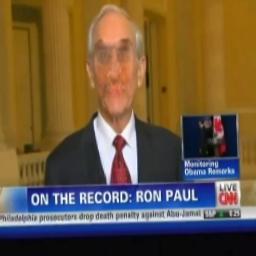 Monitoring
Obama Remarks
ON THE RECORD: RON PAUL
LIVE
CNN
Philadelphia prosecutors drop death penalty against Abu-Jamal